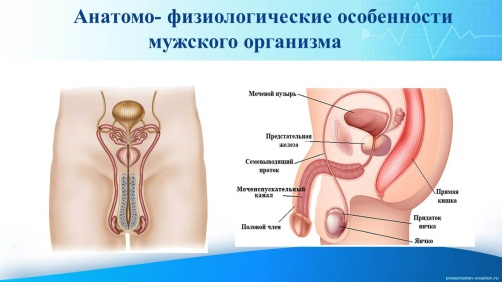 Анатомо- физиологические особенности
мужского организма
Мочевой пузырь
Предстательная
железа
Семевыводящий
проток
Мочеиспускательный
канал
Половой член
Прямая
кишка
Придаток
яичка
Яичко
presentation-creation.ru